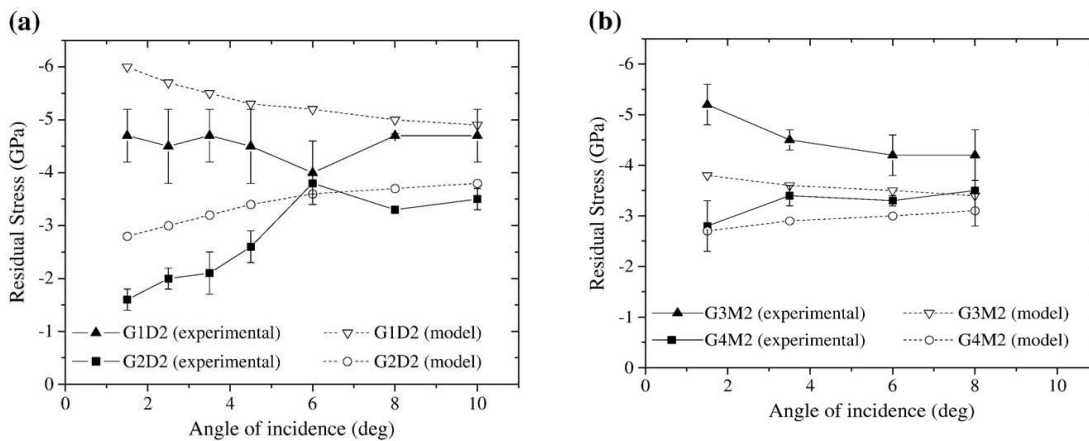 (a)
-6
-5
-4
-3
-2
-1
0
Residual Stress (GPa)
G1D2 (experimental) G1D2 (model)
G2D2 (experimental) G2D2 (model)
0 2 4 6 8 10
Angle of incidence (deg)
(b)
-6
-5
-4
-3
-2
-1
0
Residual Stress (GPa)
G3M2 (experimental) G3M2 (model)
G4M2 (experimental) G4M2 (model)
0 2 4 6 8 10
Angle of incidence (deg)